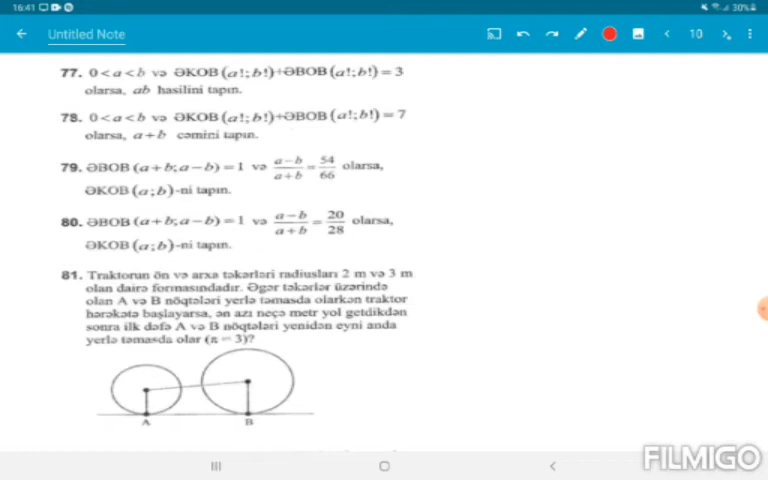 16:41
30%
Untitled Note
10
77. 0 < a < b və ƏKOB (a!; b!)+ƏBOB (a!; b!) = 3
olarsa, ab hasilini tapın.
78. 0 < a < b və ƏKOB (a!; b!)+ƏBOB (a!; b!) = 7
olarsa, a + b cəmini tapın.
79. ƏBOB (a + b; a − b) = 1 və a − b / a + b = 54 / 66 olarsa,
ƏKOB (a; b)-ni tapın.
80. ƏBOB (a + b; a − b) = 1 və a − b / a + b = 20 / 28 olarsa,
ƏKOB (a; b)-ni tapın.
81. Traktorun ön və arxa təkərləri radiusları 2 m və 3 m
olan dairə formasındadır. Əgər təkərlər üzərində
olan A və B nöqtələri yerlə təmasda olarkən traktor
hərəkətə başlayarsa, ən azı neçə metr yol getdikdən
sonra ilk dəfə A və B nöqtələri yenidən eyni anda
yerlə təmasda olar (π = 3)?
A B
FILMIGO